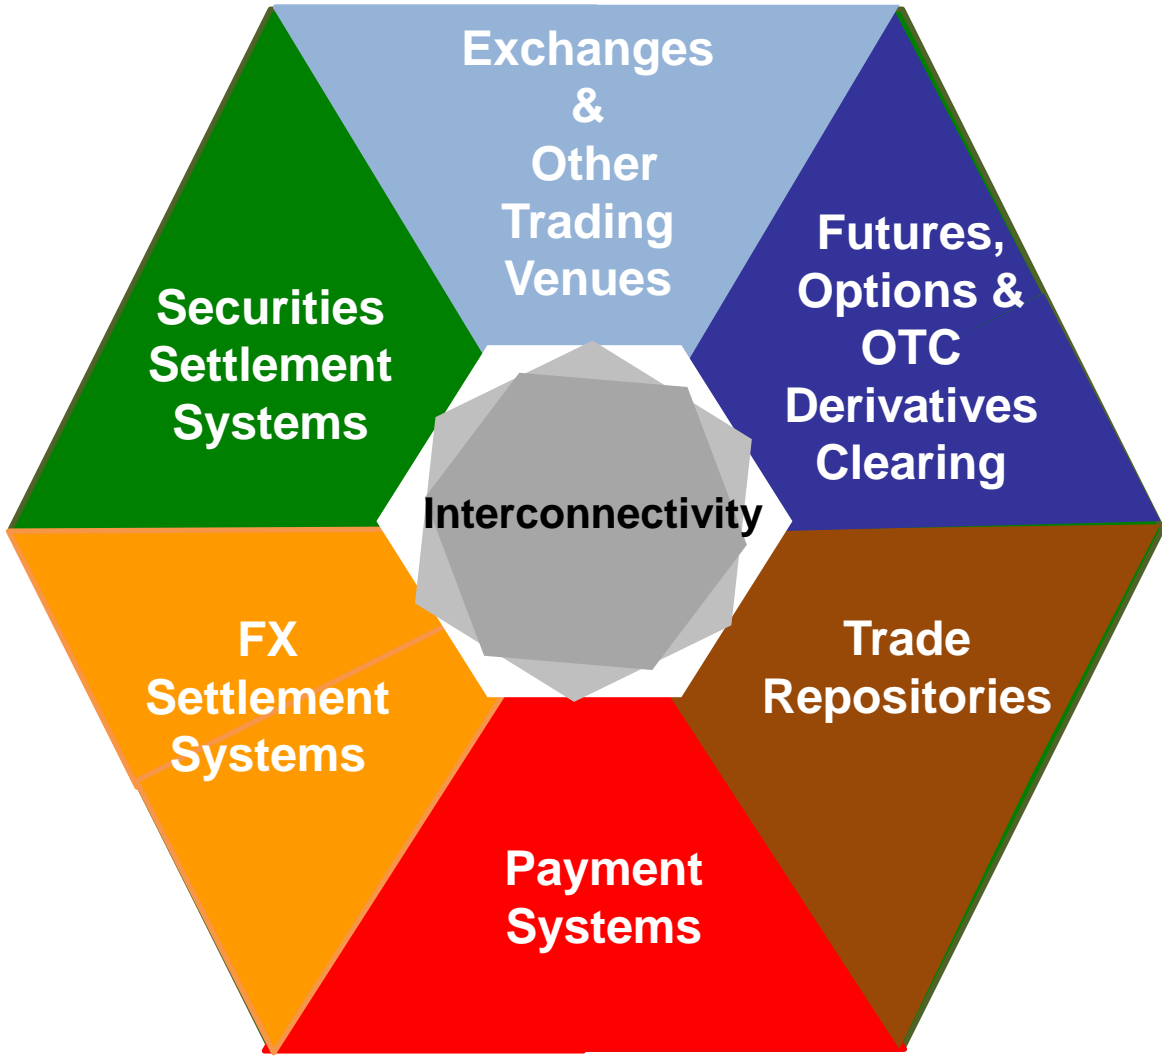 Exchanges
&
Other
Trading
Venues
Futures,
Options &
OTC
Derivatives
Clearing
Securities
Settlement
Systems
Interconnectivity
FX
Settlement
Systems
Trade
Repositories
Payment
Systems